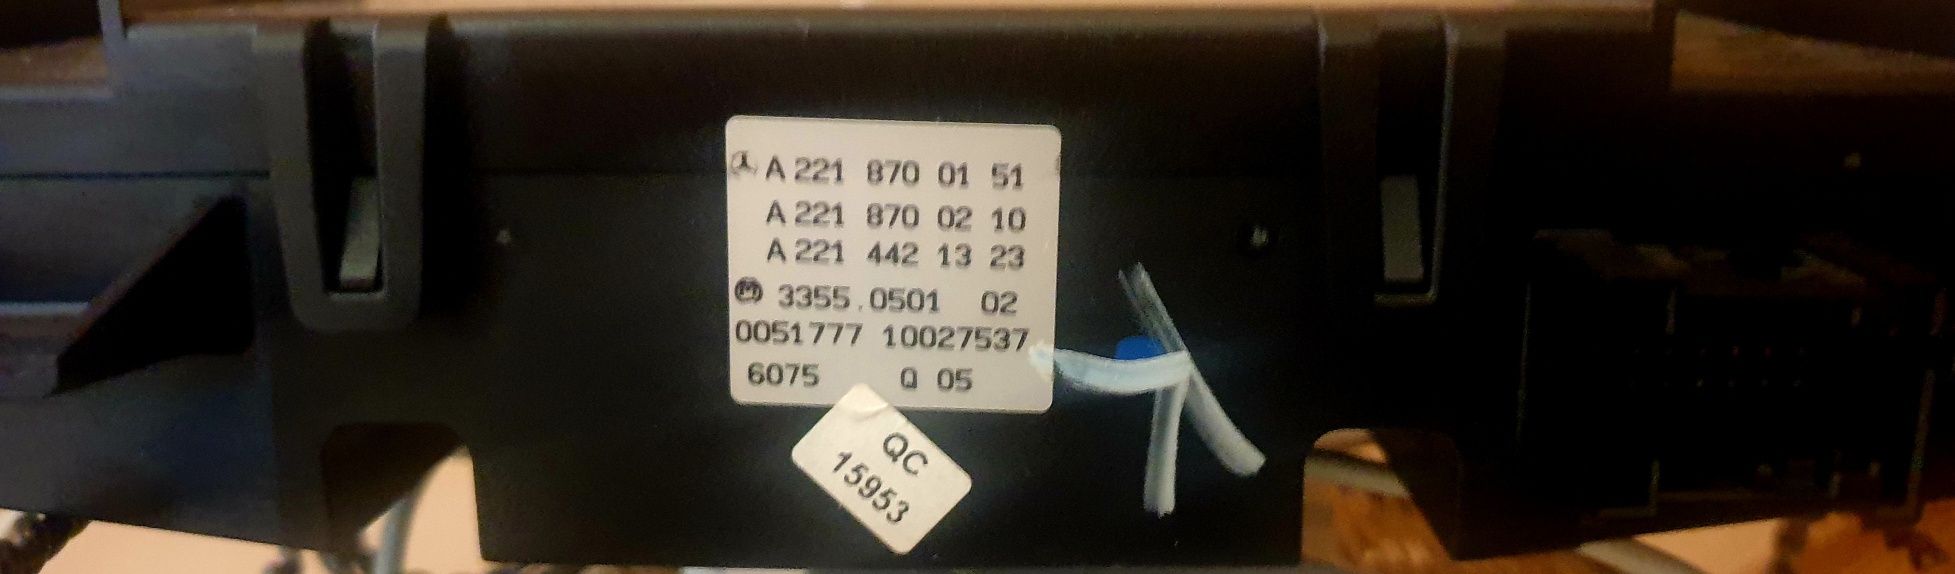 A 221 870 01 51
A 221 870 02 10
A 221 442 13 23
M 3355.0501 02
0051777 10027537
6075 Q 05
QC
15953